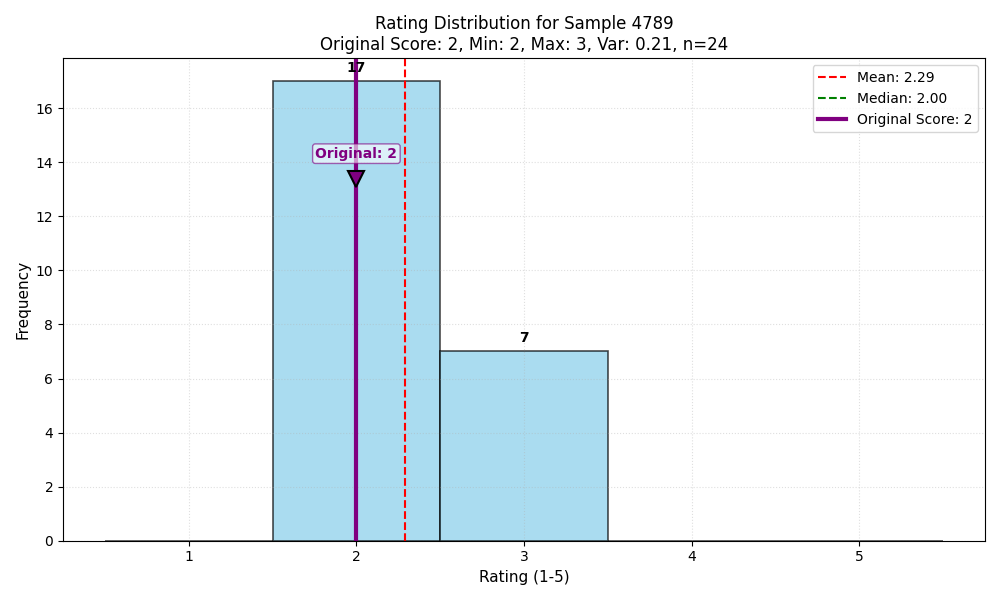 Rating Distribution for Sample 4789
Original Score: 2, Min: 2, Max: 3, Var: 0.21, n=24
17
Mean: 2.29
Median: 2.00
Original Score: 2
Original: 2
7
16
14
12
10
8
6
4
2
0
Frequency
1 2 3 4 5
Rating (1-5)